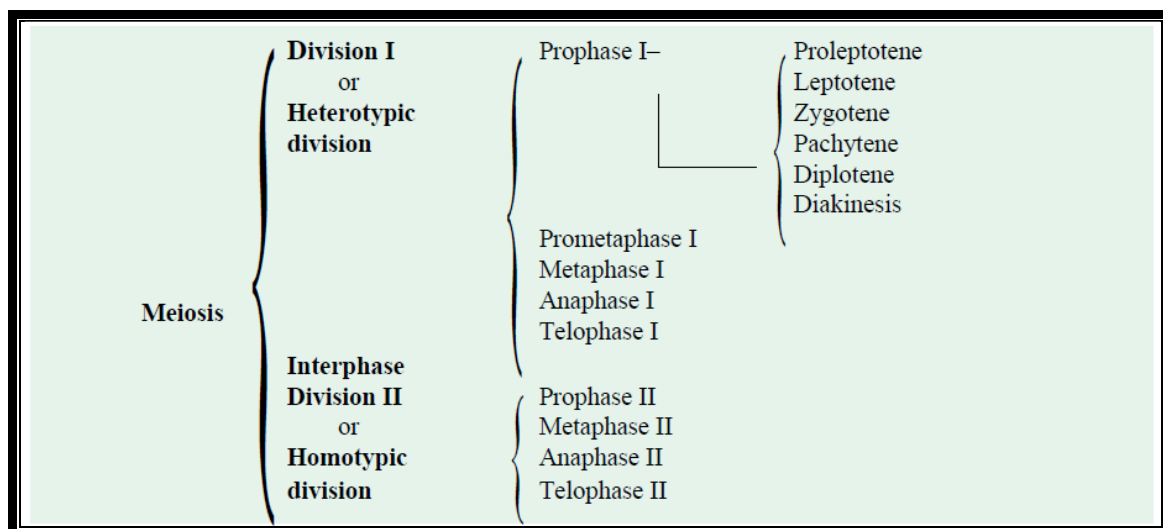 Meiosis
Division I
or
Heterotypic
division
Prophase I–
Proleptotene
Leptotene
Zygotene
Pachytene
Diplotene
Diakinesis
Prometaphase I
Metaphase I
Anaphase I
Telophase I
Interphase
Division II
or
Homotypic
division
Prophase II
Metaphase II
Anaphase II
Telophase II